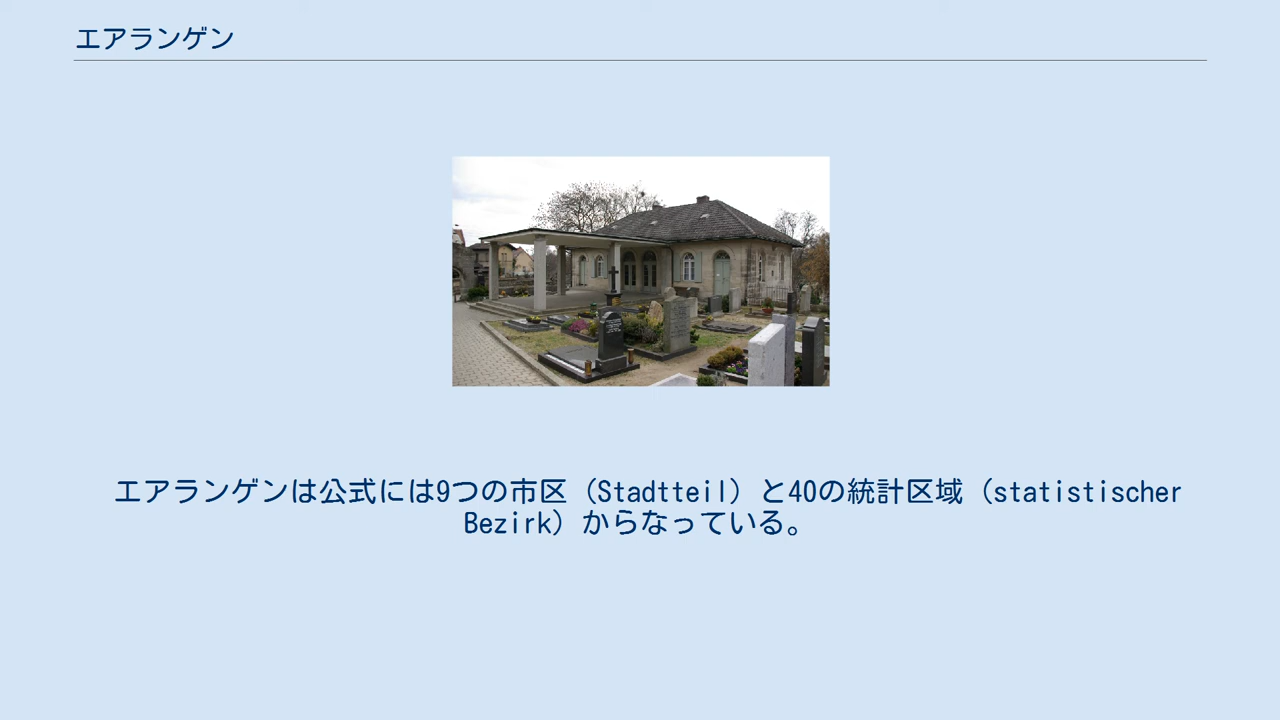 エアランゲン
エアランゲンは公式には9つの市区（Stadtteil）と40の統計区域（statistischer
Bezirk）からなっている。